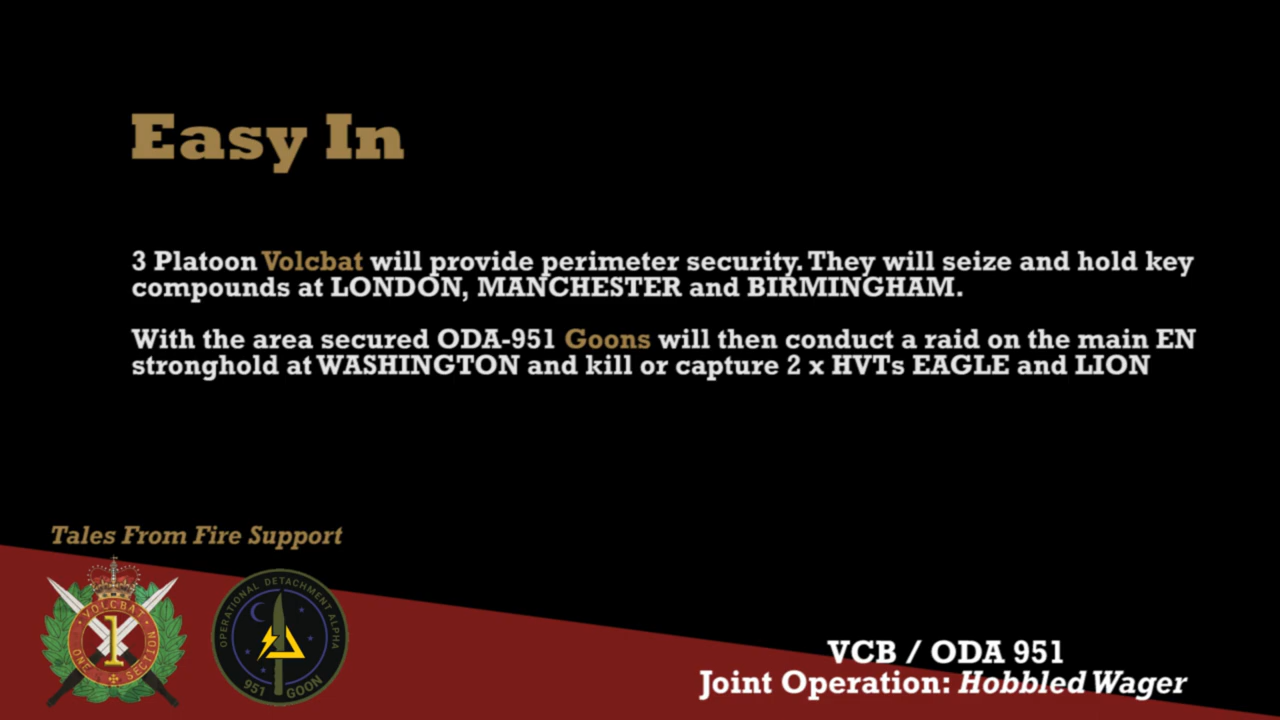 Easy In
3 Platoon Volcbat will provide perimeter security. They will seize and hold key
compounds at LONDON, MANCHESTER and BIRMINGHAM.
With the area secured ODA-951 Goons will then conduct a raid on the main EN
stronghold at WASHINGTON and kill or capture 2 x HVTs EAGLE and LION
Tales From Fire Support
VOLCBAT
1
ONE SECTION
OPERATIONAL DETACHMENT ALPHA
951 GOON
VCB / ODA 951
Joint Operation: Hobbled Wager